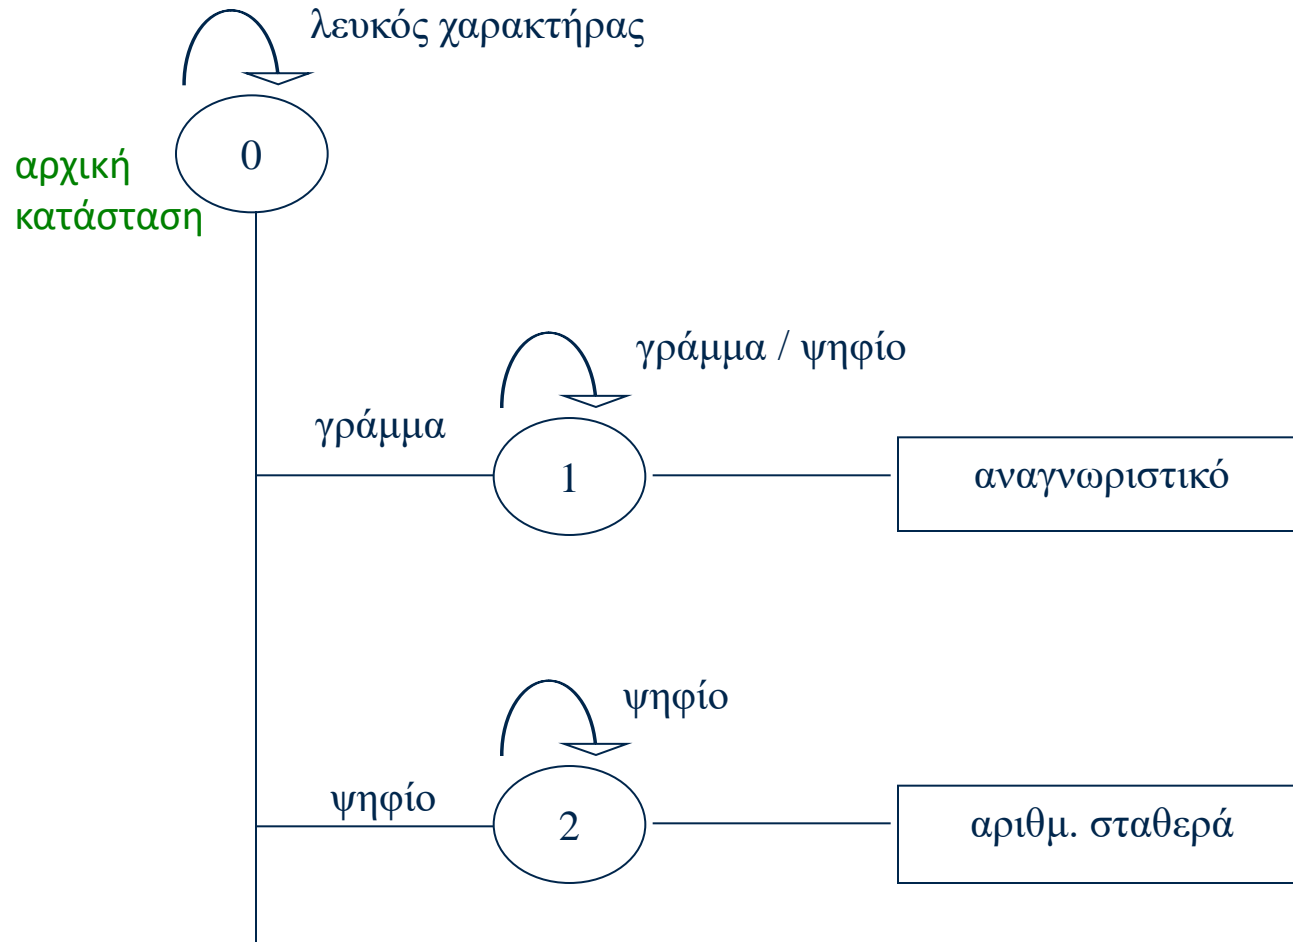 λευκός χαρακτήρας
0
αρχική
κατάσταση
γράμμα / ψηφίο
γράμμα
1
αναγνωριστικό
ψηφίο
ψηφίο
2
αριθμ. σταθερά